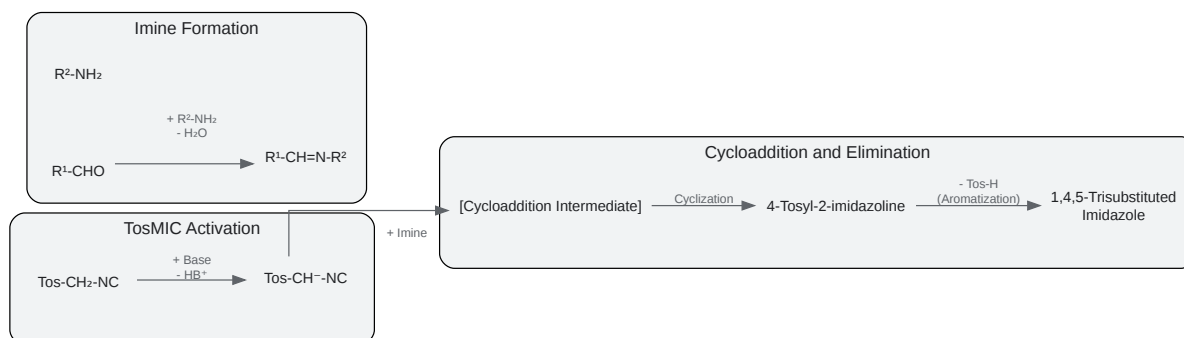 Imine Formation
R²-NH₂
+ R²-NH₂
- H₂O
R¹-CHO
R¹-CH=N-R²
TosMIC Activation
+ Base
- HB⁺
Tos-CH₂-NC
Tos-CH⁻-NC
+ Imine
Cycloaddition and Elimination
[Cycloaddition Intermediate]
Cyclization
4-Tosyl-2-imidazoline
- Tos-H
(Aromatization)
1,4,5-Trisubstituted
Imidazole